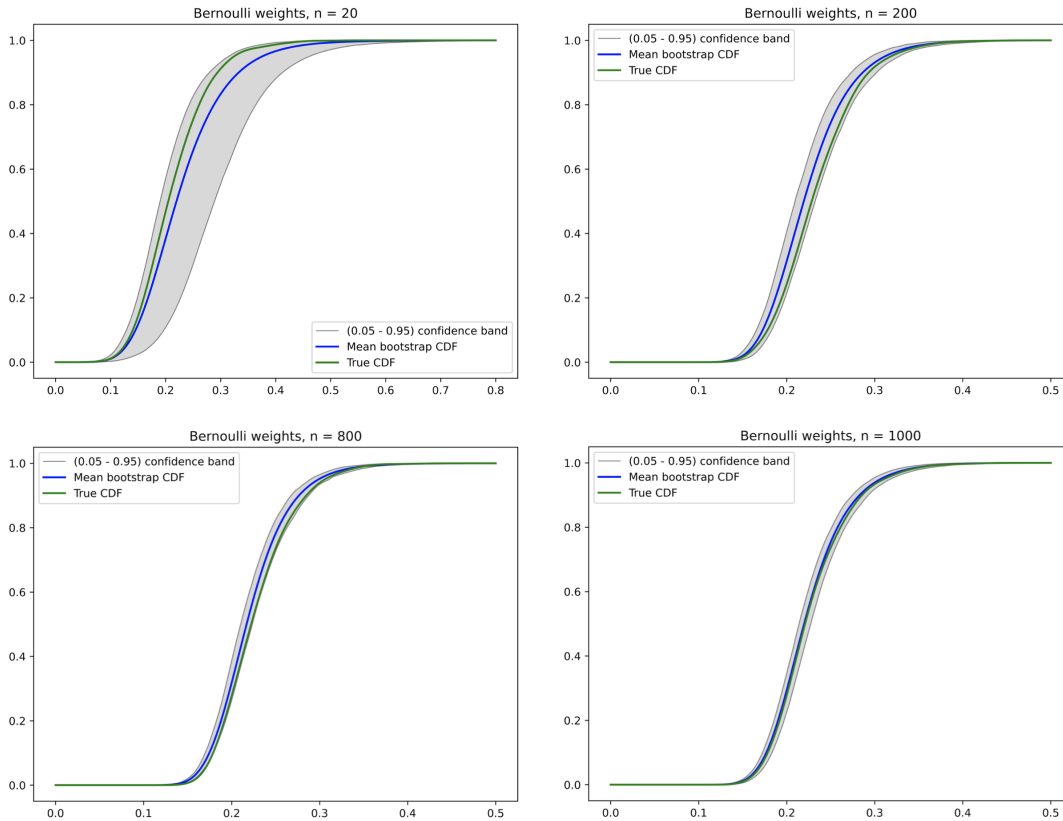 Bernoulli weights, n = 20
1.0
0.8
0.6
0.4
0.2
0.0
(0.05 - 0.95) confidence band
Mean bootstrap CDF
True CDF
0.0 0.1 0.2 0.3 0.4 0.5 0.6 0.7 0.8
Bernoulli weights, n = 200
(0.05 - 0.95) confidence band
Mean bootstrap CDF
True CDF
1.0
0.8
0.6
0.4
0.2
0.0
0.0 0.1 0.2 0.3 0.4 0.5
Bernoulli weights, n = 800
(0.05 - 0.95) confidence band
Mean bootstrap CDF
True CDF
1.0
0.8
0.6
0.4
0.2
0.0
0.0 0.1 0.2 0.3 0.4 0.5
Bernoulli weights, n = 1000
(0.05 - 0.95) confidence band
Mean bootstrap CDF
True CDF
1.0
0.8
0.6
0.4
0.2
0.0
0.0 0.1 0.2 0.3 0.4 0.5